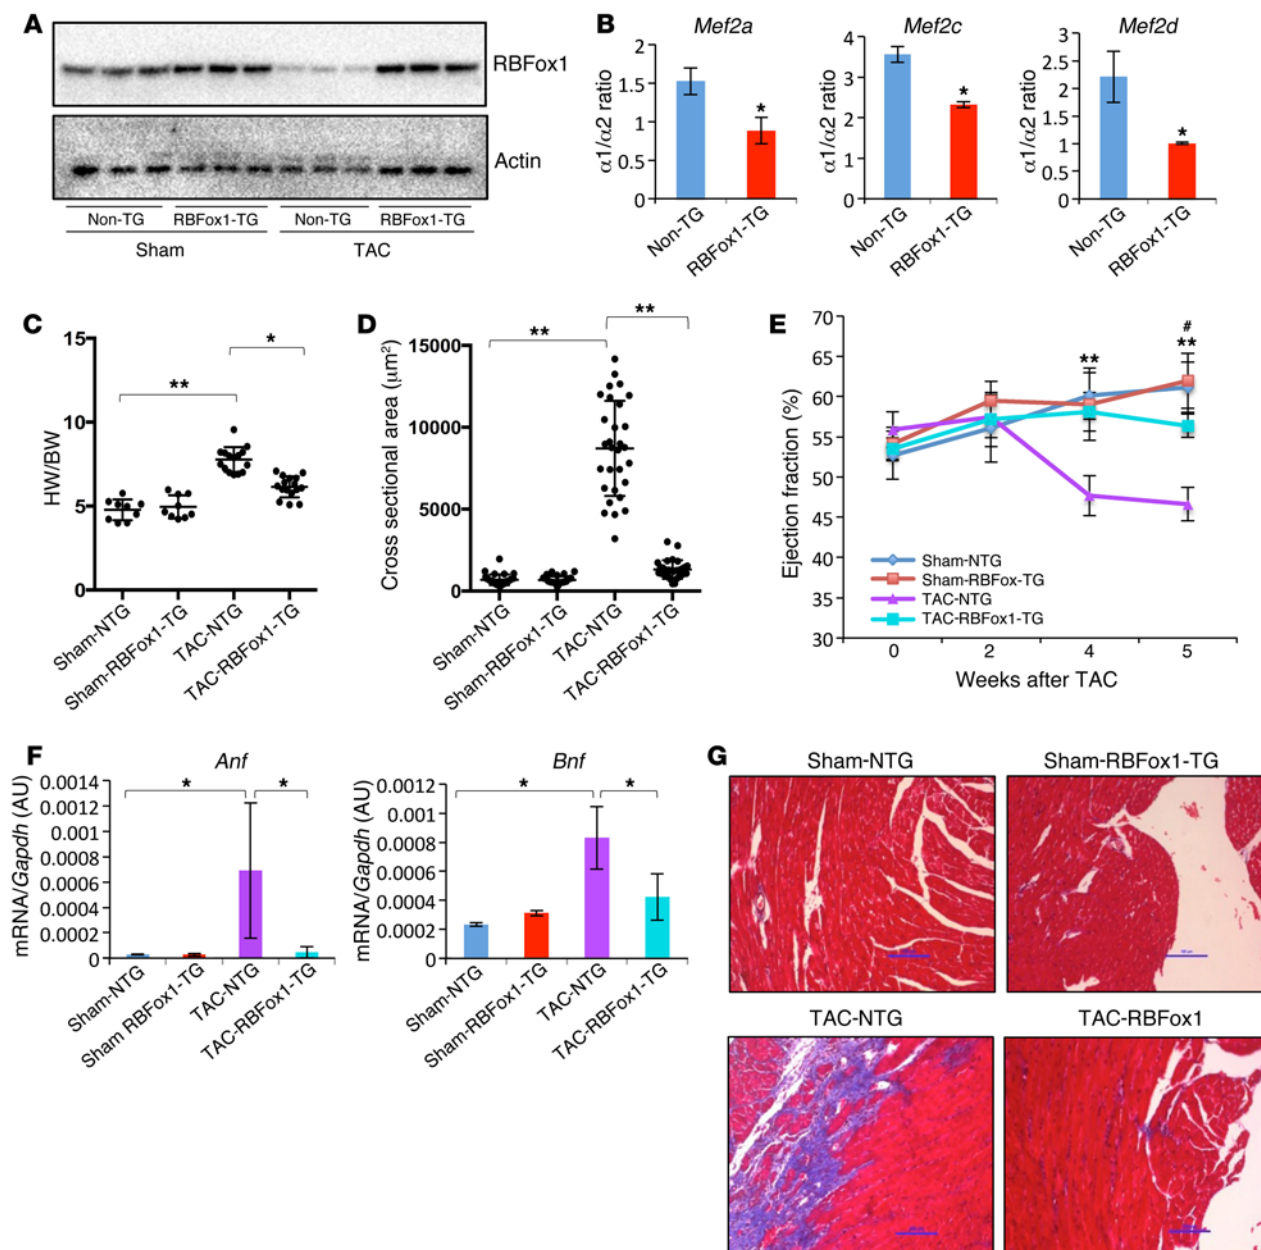 A
RBFox1
Actin
Non-TG RBFox1-TG Non-TG RBFox1-TG
Sham TAC
B
Mef2a
α1/α2 ratio
2
1.5
1
0.5
0
*
Non-TG
RBFox1-TG
Mef2c
α1/α2 ratio
4
3
2
1
0
*
Non-TG
RBFox1-TG
Mef2d
α1/α2 ratio
3
2.5
2
1.5
1
0.5
0
*
Non-TG
RBFox1-TG
C
HW/BW
15
10
5
0
**
*
Sham-NTG
Sham-RBFox1-TG
TAC-NTG
TAC-RBFox1-TG
D
Cross sectional area (μm²)
15000
10000
5000
0
**
**
Sham-NTG
Sham-RBFox1-TG
TAC-NTG
TAC-RBFox1-TG
E
Ejection fraction (%)
70
65
60
55
50
45
40
35
30
**
#
**
Sham-NTG
Sham-RBFox-TG
TAC-NTG
TAC-RBFox1-TG
0 2 4 5
Weeks after TAC
F
Anf
mRNA/Gapdh (AU)
0.0014
0.0012
0.001
0.0008
0.0006
0.0004
0.0002
0
*
*
Sham-NTG
Sham RBFox1-TG
TAC-NTG
TAC-RBFox1-TG
Bnf
mRNA/Gapdh (AU)
0.0012
0.001
0.0008
0.0006
0.0004
0.0002
0
*
*
Sham-NTG
Sham-RBFox1-TG
TAC-NTG
TAC-RBFox1-TG
G
Sham-NTG
Sham-RBFox1-TG
TAC-NTG
TAC-RBFox1